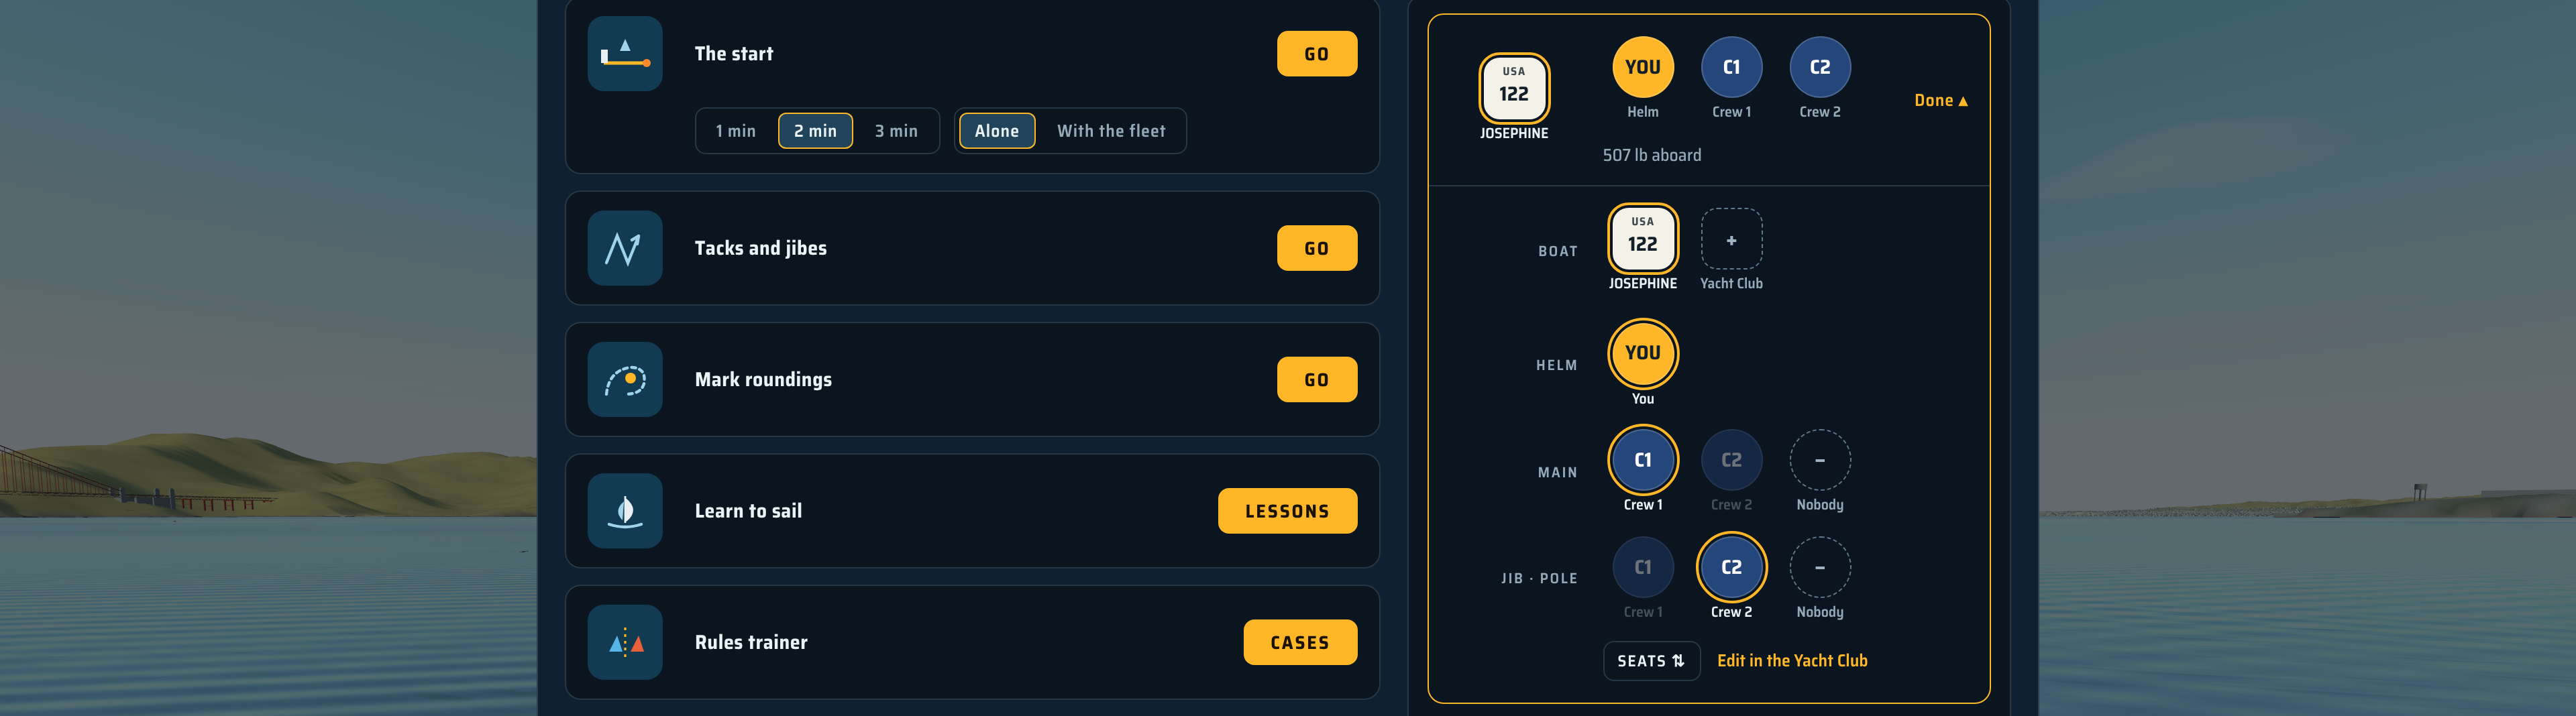 The start
GO
1 min
2 min
3 min
Alone
With the fleet
Tacks and jibes
GO
Mark roundings
GO
Learn to sail
LESSONS
Rules trainer
CASES
USA
122
JOSEPHINE
YOU
C1
C2
Helm
Crew 1
Crew 2
507 lb aboard
Done ▲
BOAT
USA
122
+
JOSEPHINE
Yacht Club
HELM
YOU
You
MAIN
C1
C2
–
Crew 1
Crew 2
Nobody
JIB · POLE
C1
C2
–
Crew 1
Crew 2
Nobody
SEATS ⇅
Edit in the Yacht Club